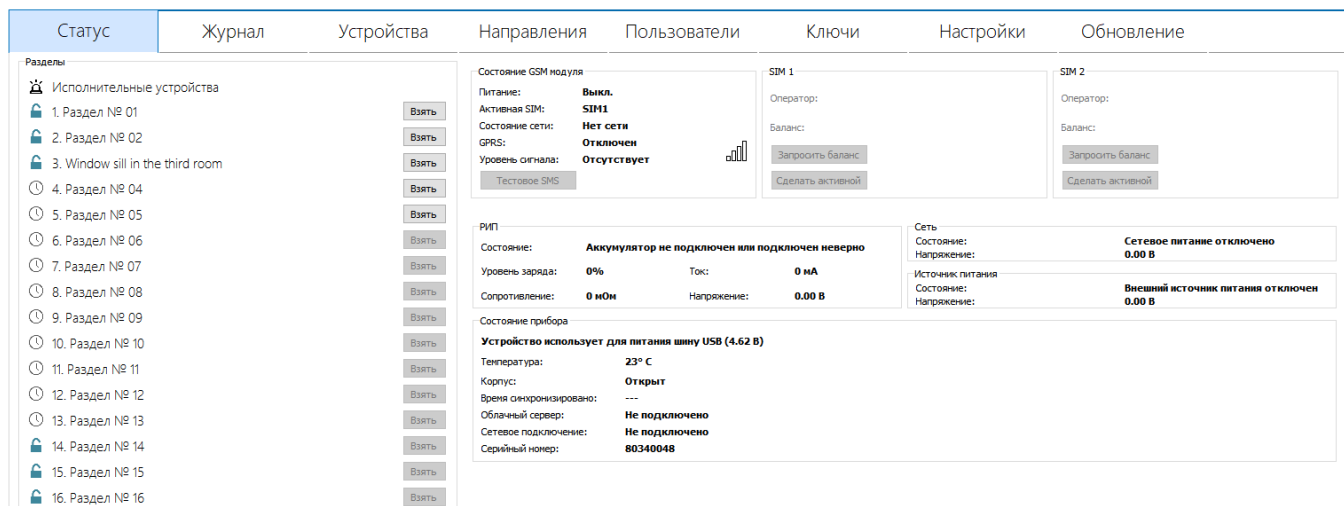 Статус Журнал Устройства Направления Пользователи Ключи Настройки Обновление
Разделы
Исполнительные устройства
1. Раздел № 01 Взять
2. Раздел № 02 Взять
3. Window sill in the third room Взять
4. Раздел № 04 Взять
5. Раздел № 05 Взять
6. Раздел № 06 Взять
7. Раздел № 07 Взять
8. Раздел № 08 Взять
9. Раздел № 09 Взять
10. Раздел № 10 Взять
11. Раздел № 11 Взять
12. Раздел № 12 Взять
13. Раздел № 13 Взять
14. Раздел № 14 Взять
15. Раздел № 15 Взять
16. Раздел № 16 Взять
Состояние GSM модуля
Питание: Выкл.
Активная SIM: SIM1
Состояние сети: Нет сети
GPRS: Отключен
Уровень сигнала: Отсутствует
Тестовое SMS
SIM 1
Оператор:
Баланс:
Запросить баланс
Сделать активной
SIM 2
Оператор:
Баланс:
Запросить баланс
Сделать активной
РИП
Состояние: Аккумулятор не подключен или подключен неверно
Уровень заряда: 0% Ток: 0 мА
Сопротивление: 0 мОм Напряжение: 0.00 В
Сеть
Состояние: Сетевое питание отключено
Напряжение: 0.00 В
Источник питания
Состояние: Внешний источник питания отключен
Напряжение: 0.00 В
Состояние прибора
Устройство использует для питания шину USB (4.62 В)
Температура: 23° С
Корпус: Открыт
Время синхронизировано: ---
Облачный сервер: Не подключено
Сетевое подключение: Не подключено
Серийный номер: 80340048